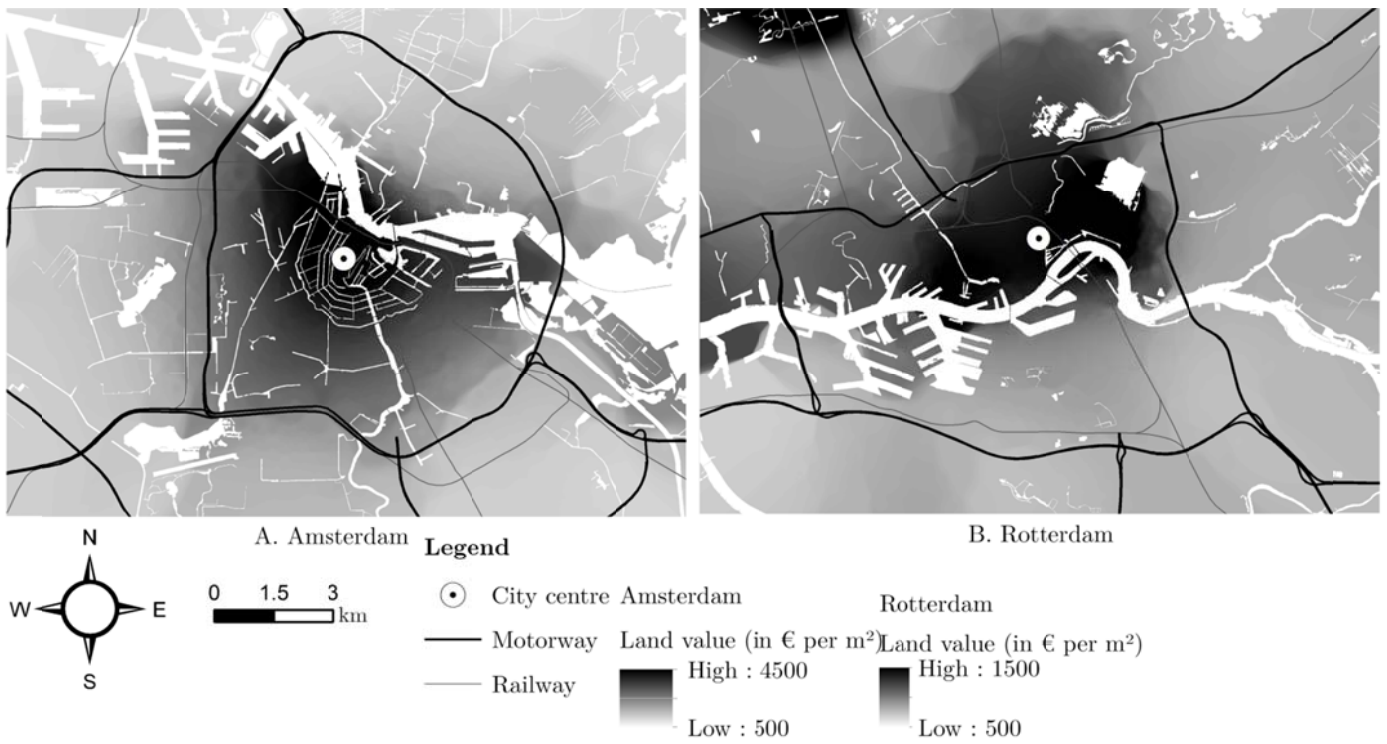 A. Amsterdam
B. Rotterdam
N
W E
S
0 1.5 3
km
Legend
City centre
Motorway
Railway
Amsterdam
Land value (in € per m²)
High : 4500
Low : 500
Rotterdam
Land value (in € per m²)
High : 1500
Low : 500